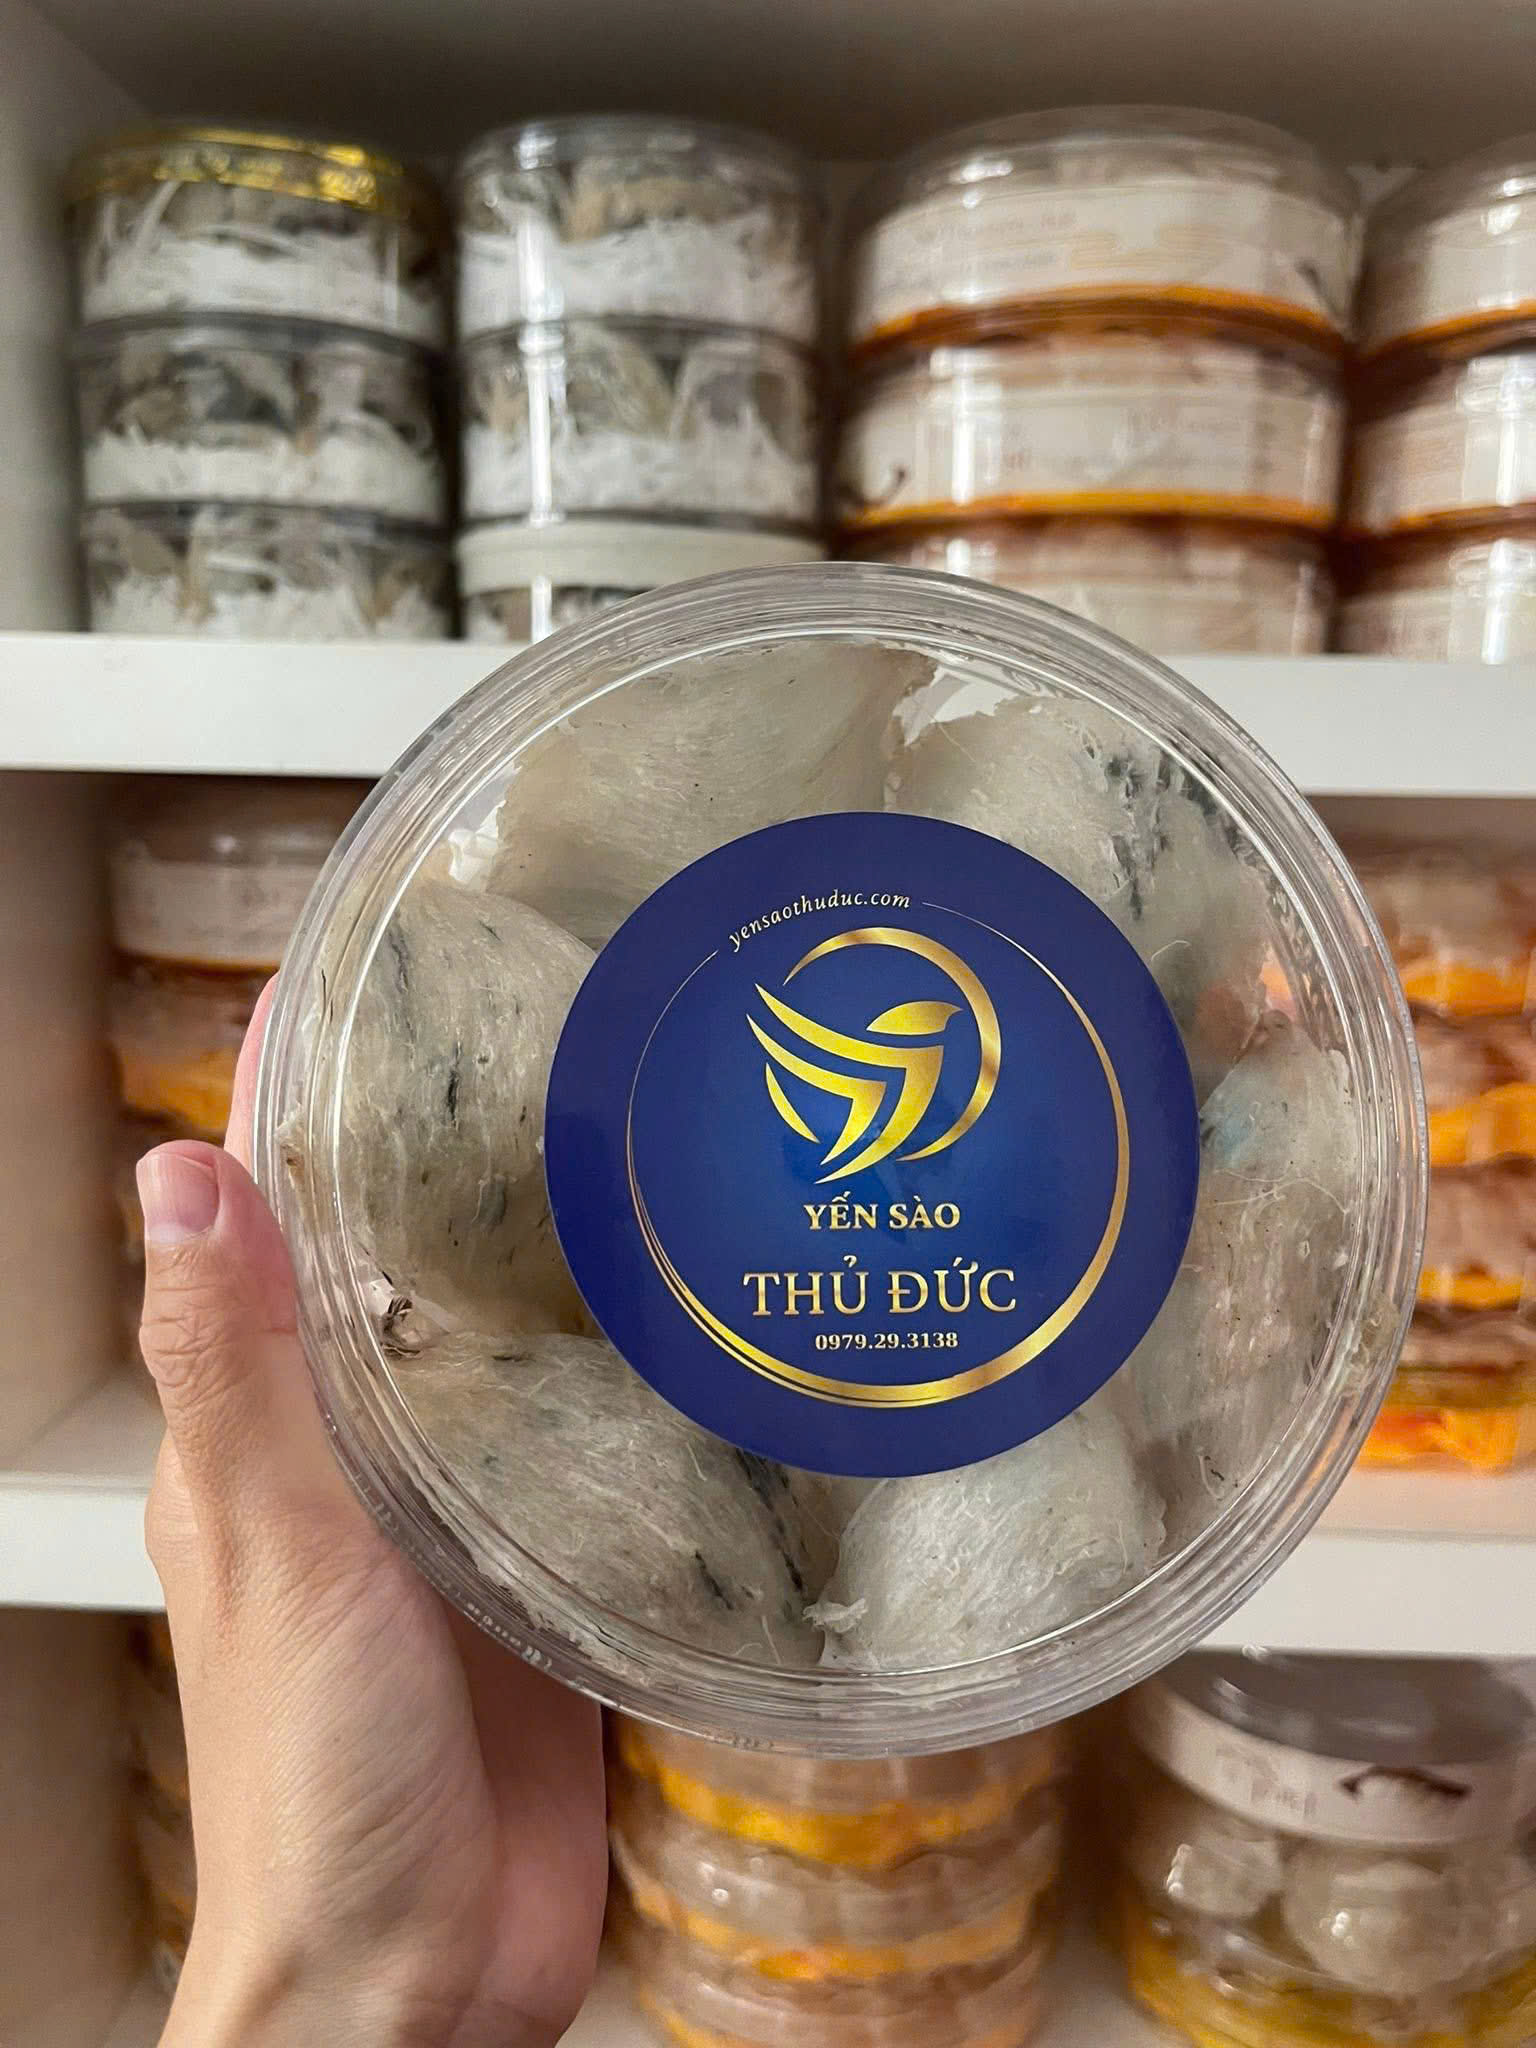 yensaothuduc.com
YẾN SÀO
THỦ ĐỨC
0979.29.3138